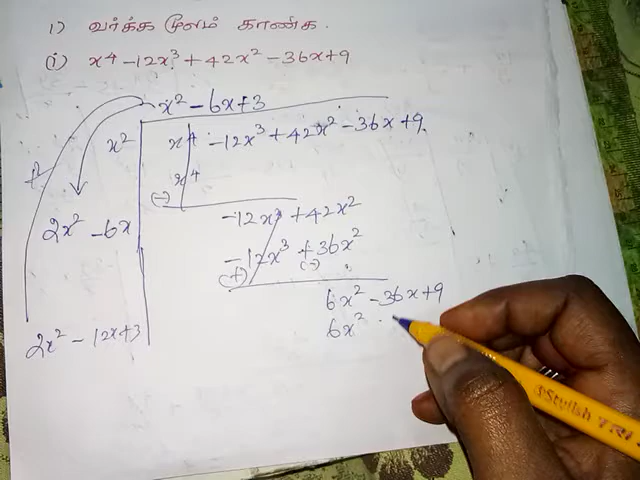 1) வர்க்க மூலம் காண்க.
(i) x⁴ -12x³ + 42x² - 36x + 9
x² - 6x + 3
x² x⁴ -12x³ + 42x² - 36x + 9
x⁴
(-)
-12x³ + 42x²
2x² - 6x
-12x³ + 36x²
(+) (-)
6x² - 36x + 9
6x²
2x² - 12x + 3
Stylish TRI